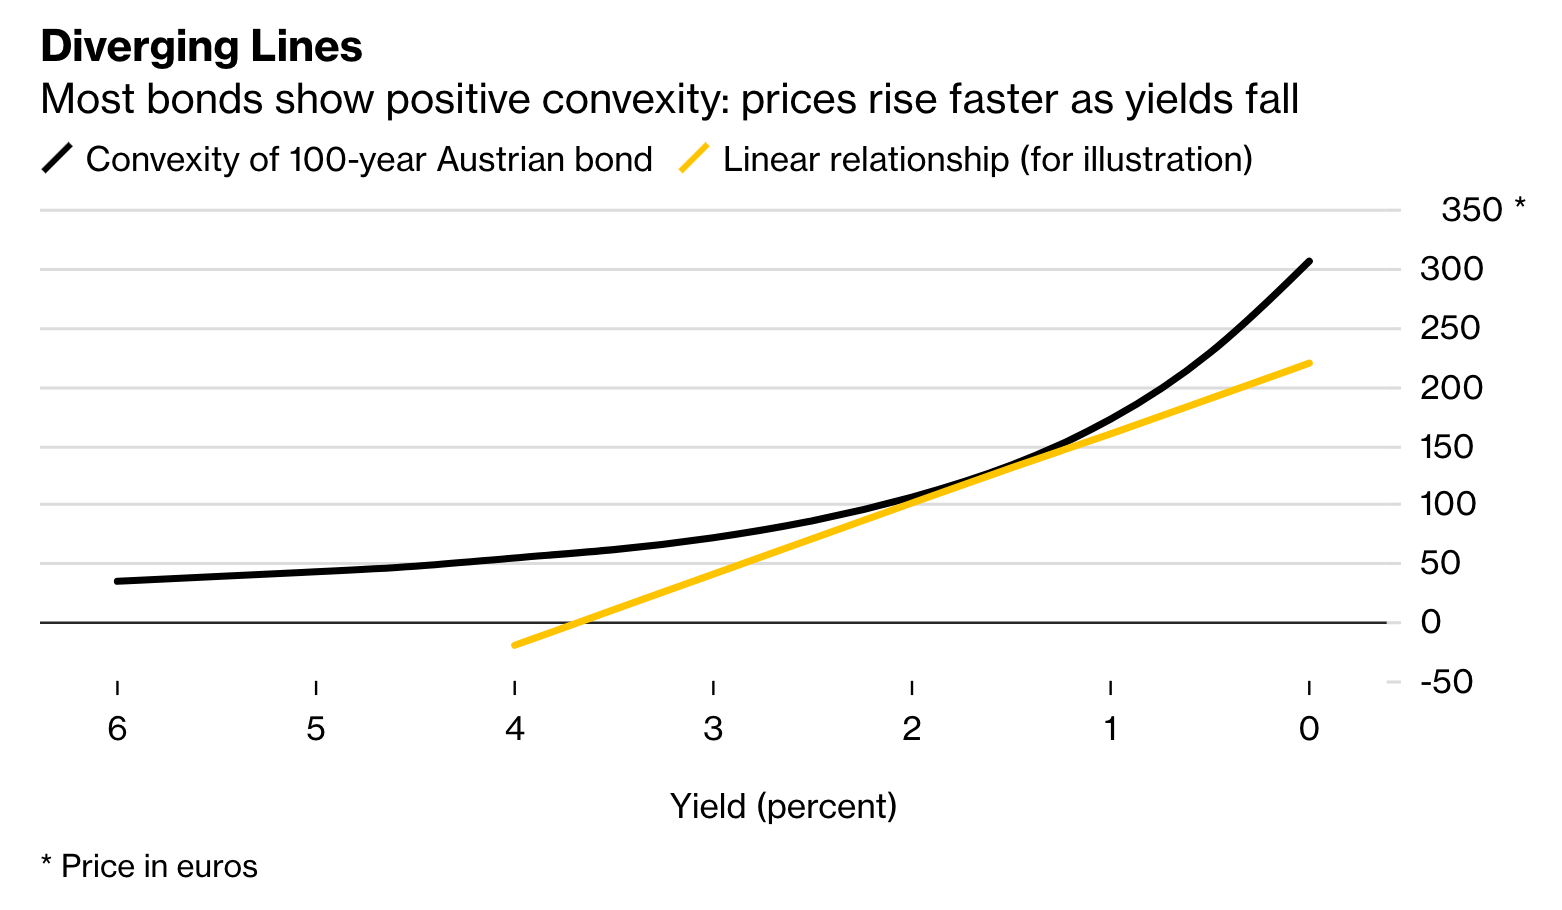 Diverging Lines
Most bonds show positive convexity: prices rise faster as yields fall
Convexity of 100-year Austrian bond Linear relationship (for illustration)
350 *
300
250
200
150
100
50
0
-50
6 5 4 3 2 1 0
Yield (percent)
* Price in euros